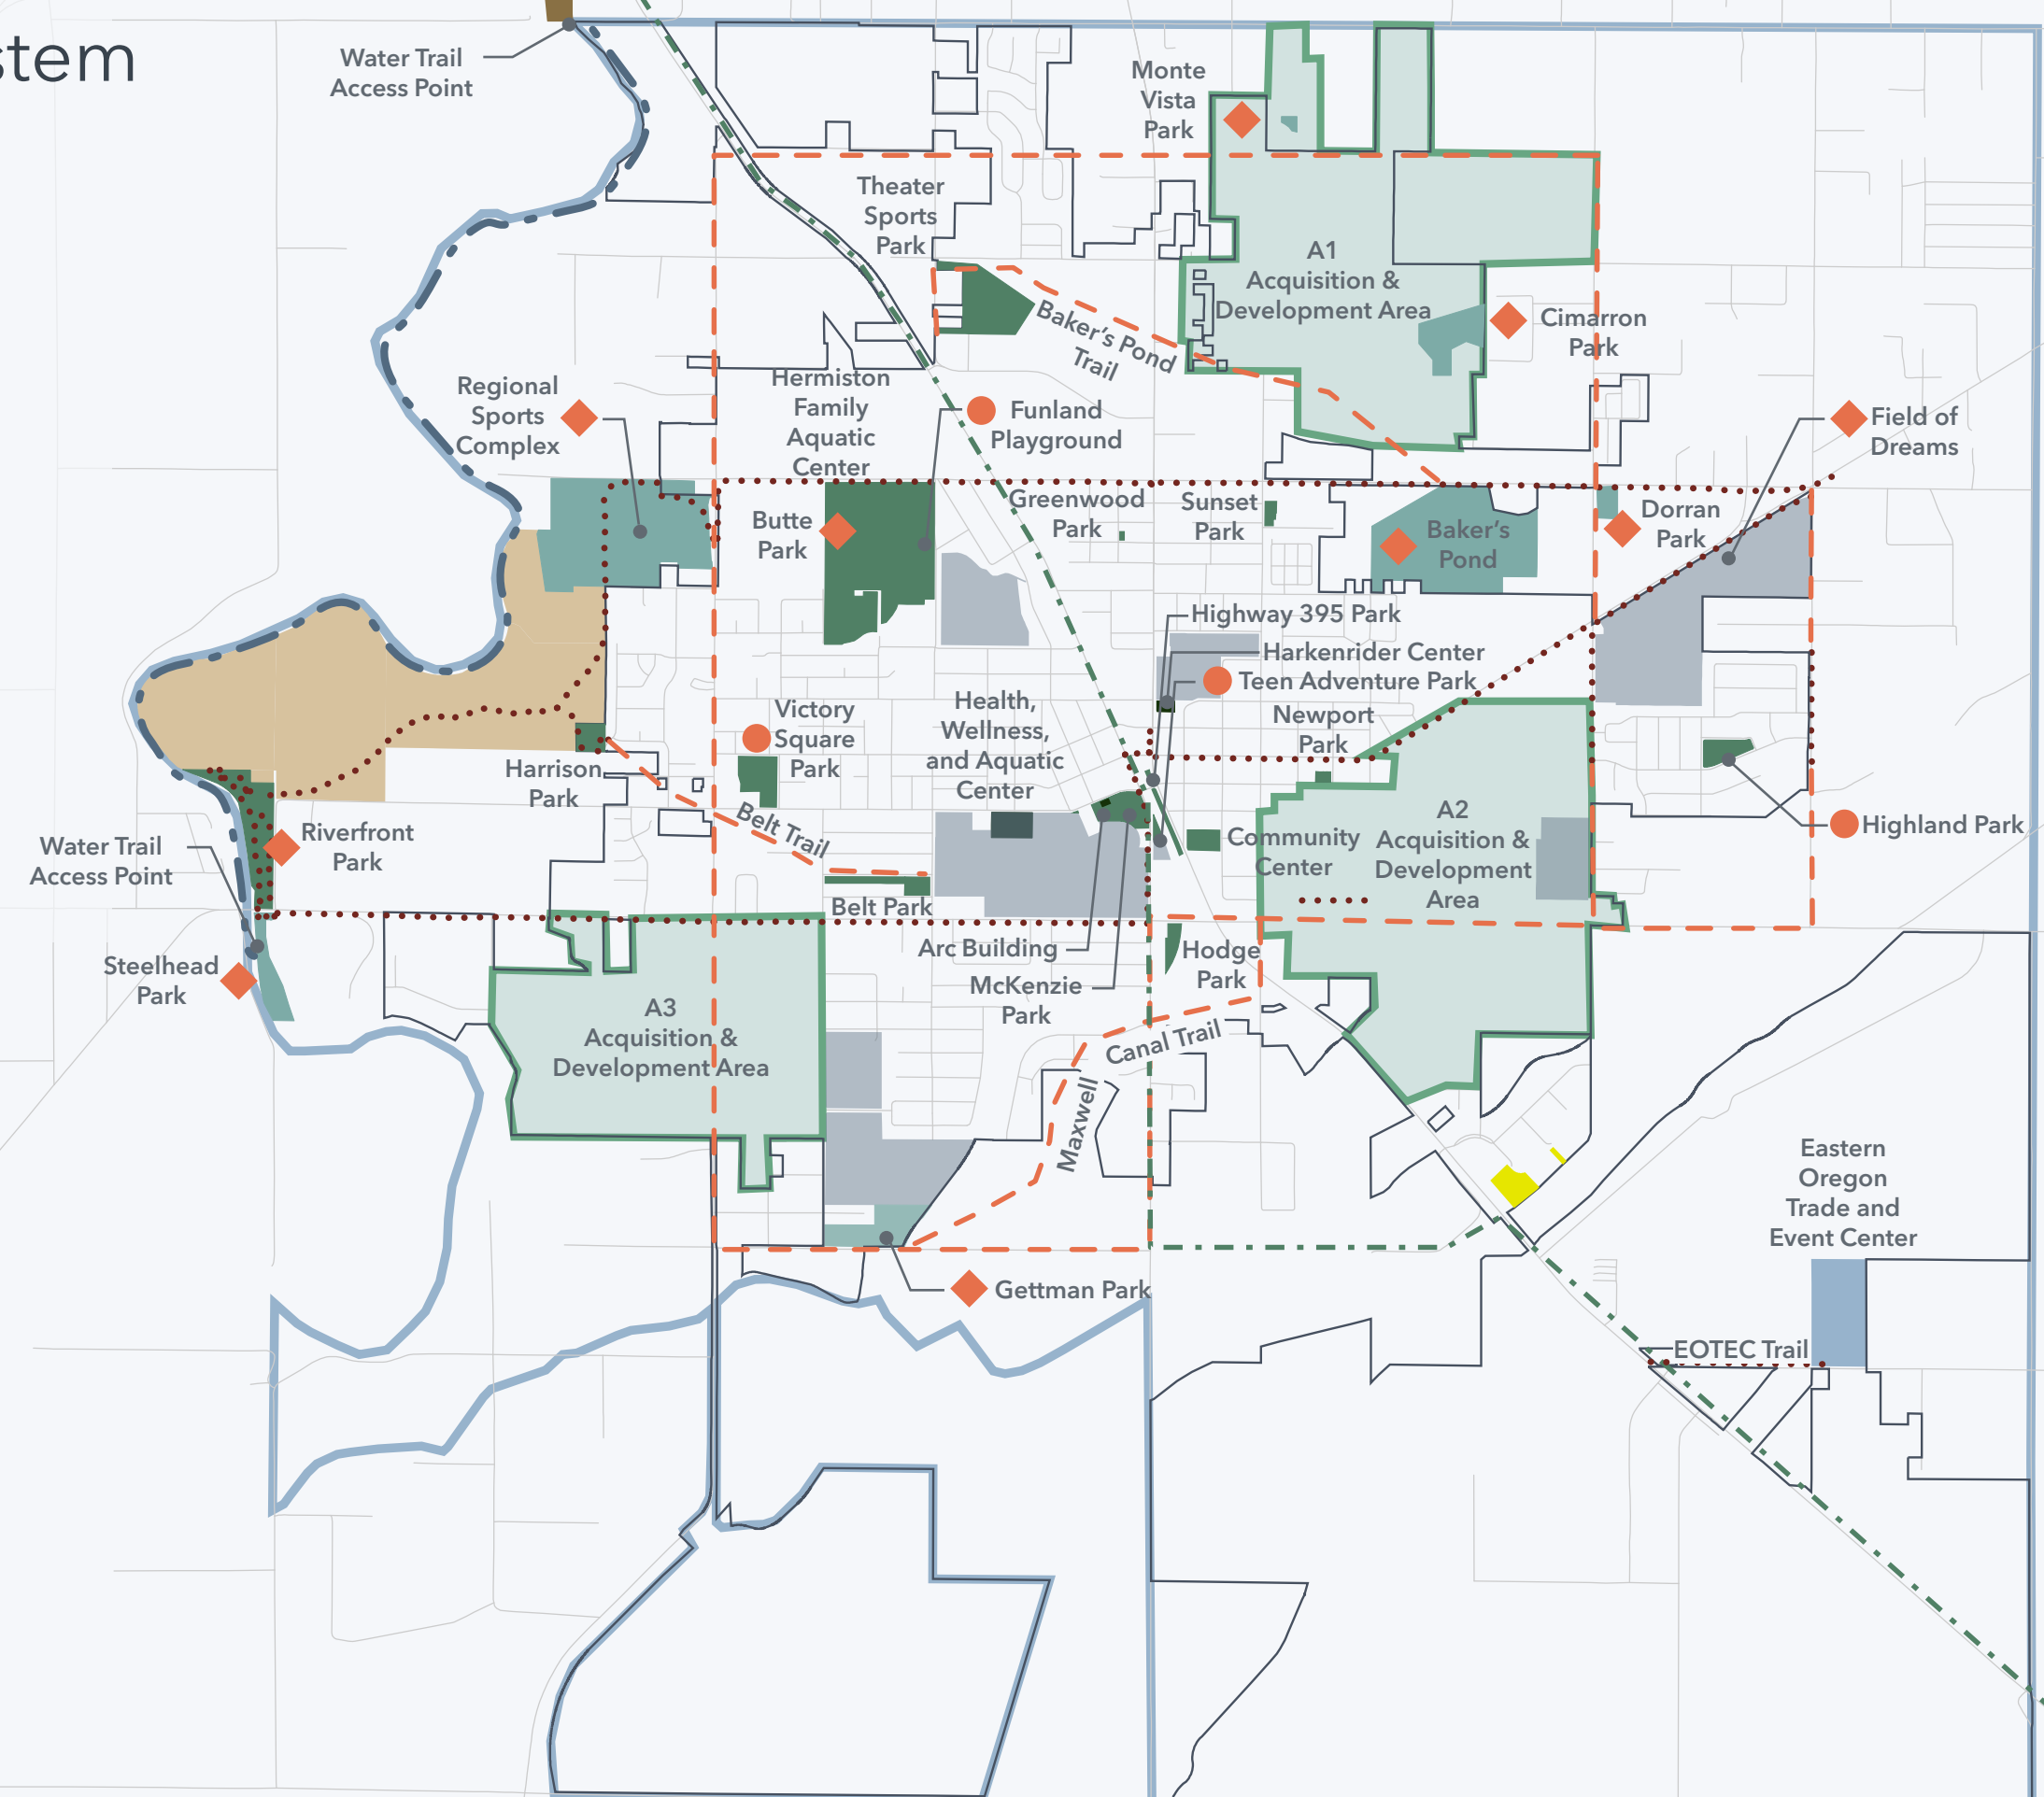 stem
Water Trail
Access Point
Monte
Vista
Park
Theater
Sports
Park
A1
Acquisition &
Development Area
Baker's Pond
Trail
Cimarron
Park
Regional
Sports
Complex
Hermiston
Family
Aquatic
Center
Funland
Playground
Field of
Dreams
Butte
Park
Greenwood
Park
Sunset
Park
Baker's
Pond
Dorran
Park
Highway 395 Park
Harkenrider Center
Teen Adventure Park
Victory
Square
Park
Health,
Wellness,
and Aquatic
Center
Newport
Park
Harrison
Park
Belt Trail
Riverfront
Park
Water Trail
Access Point
Community
Center
A2
Acquisition &
Development
Area
Highland Park
Belt Park
Arc Building
McKenzie
Park
Hodge
Park
Steelhead
Park
A3
Acquisition &
Development Area
Maxwell
Canal Trail
Eastern
Oregon
Trade and
Event Center
Gettman Park
EOTEC Trail